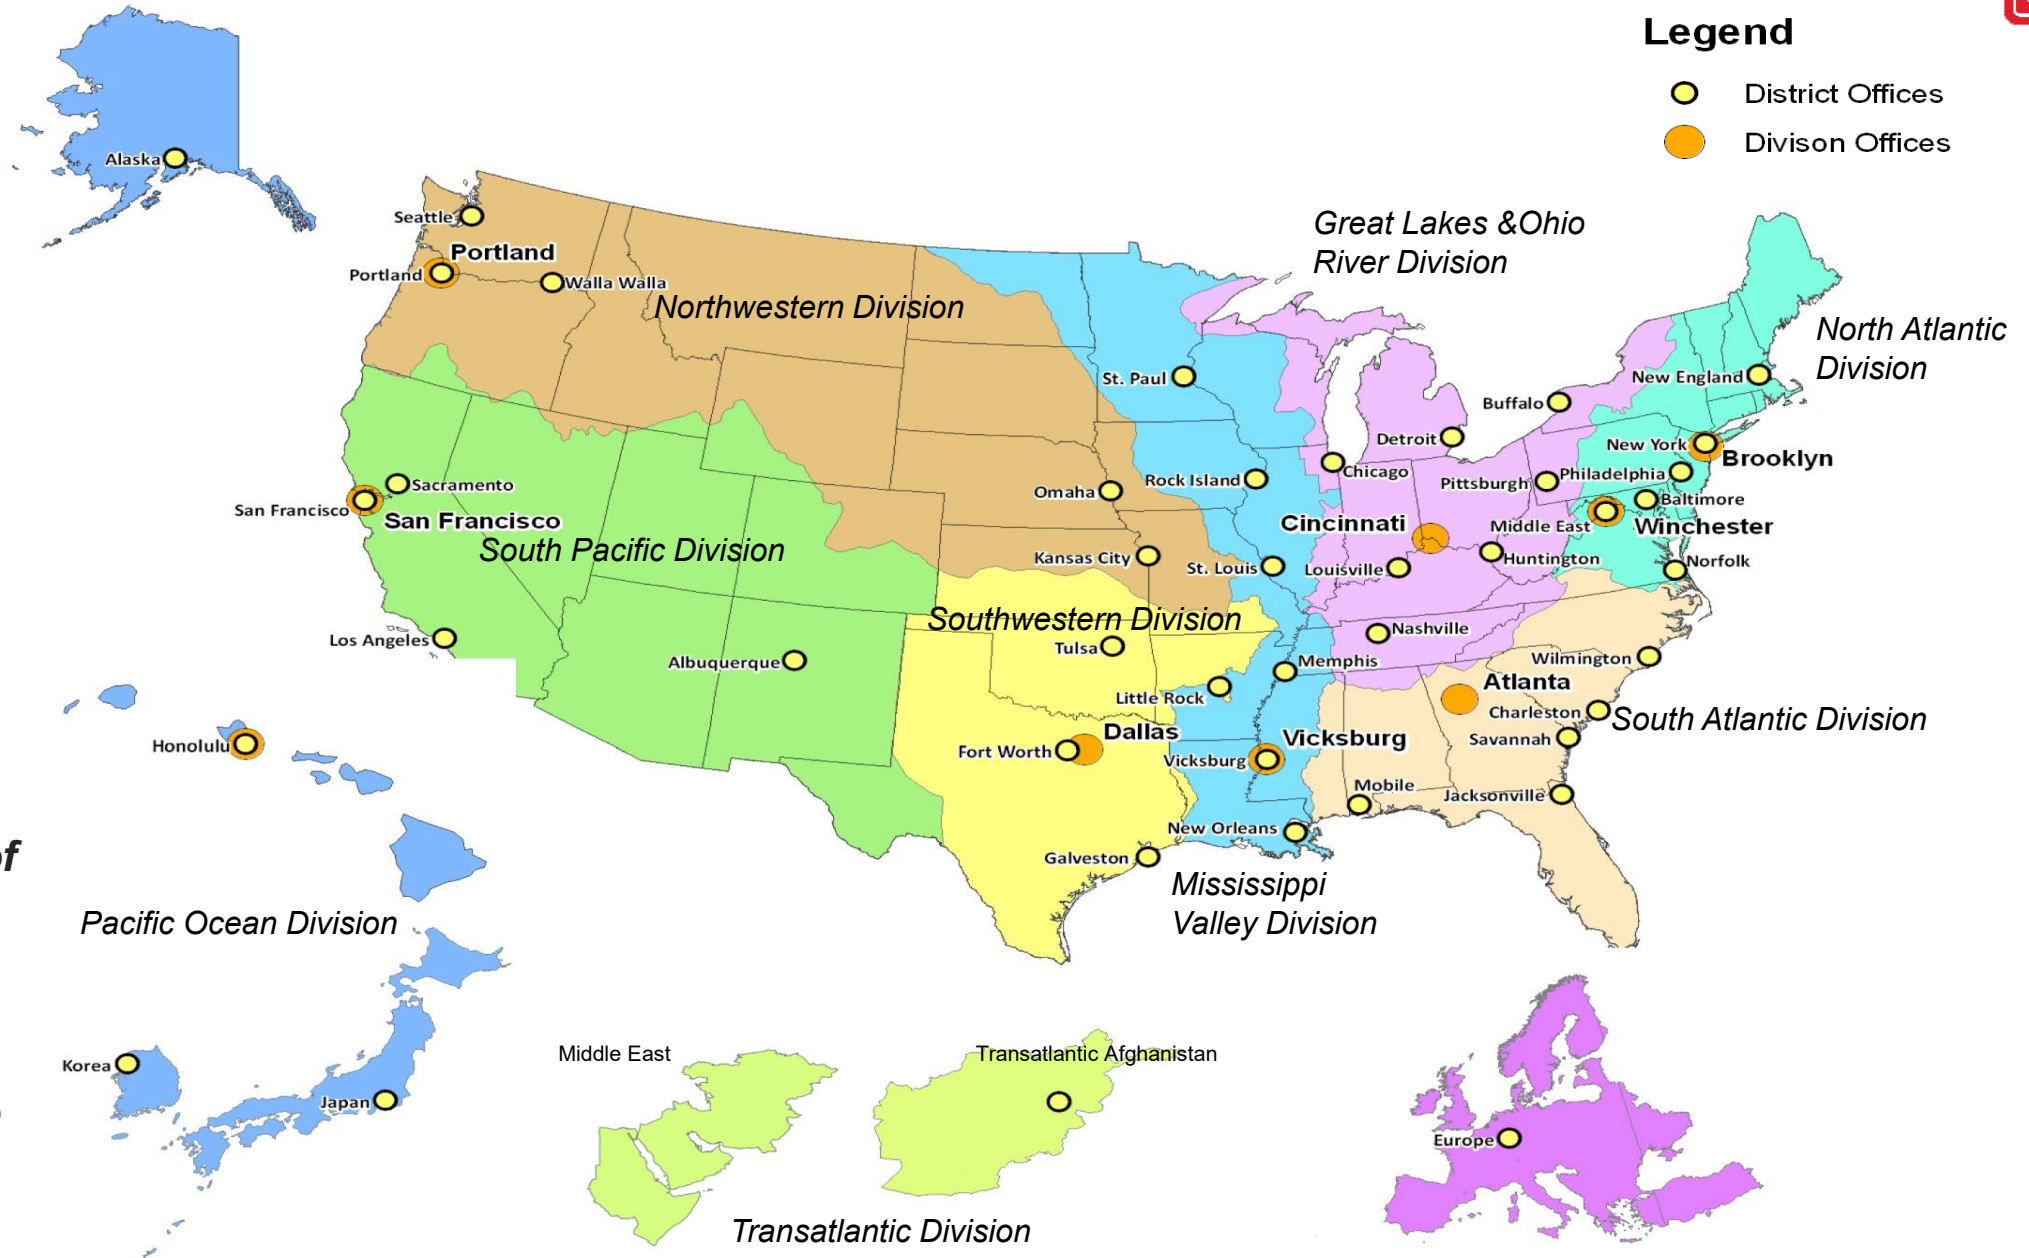 Legend
District Offices
Divison Offices
Alaska
Seattle
Portland
Portland
Walla Walla
Northwestern Division
Great Lakes &Ohio
River Division
North Atlantic
Division
St. Paul
New England
Buffalo
Detroit
New York
Brooklyn
Chicago
Philadelphia
Pittsburgh
Rock Island
Omaha
Baltimore
Sacramento
San Francisco
San Francisco
South Pacific Division
Cincinnati
Middle East
Winchester
Kansas City
St. Louis
Louisville
Huntington
Norfolk
Southwestern Division
Los Angeles
Albuquerque
Tulsa
Nashville
Memphis
Wilmington
Little Rock
Atlanta
Charleston
South Atlantic Division
Honolulu
Fort Worth
Dallas
Vicksburg
Vicksburg
Savannah
Mobile
Jacksonville
New Orleans
Galveston
of
Mississippi
Valley Division
Pacific Ocean Division
Korea
Japan
Middle East
Transatlantic Afghanistan
Europe
Transatlantic Division